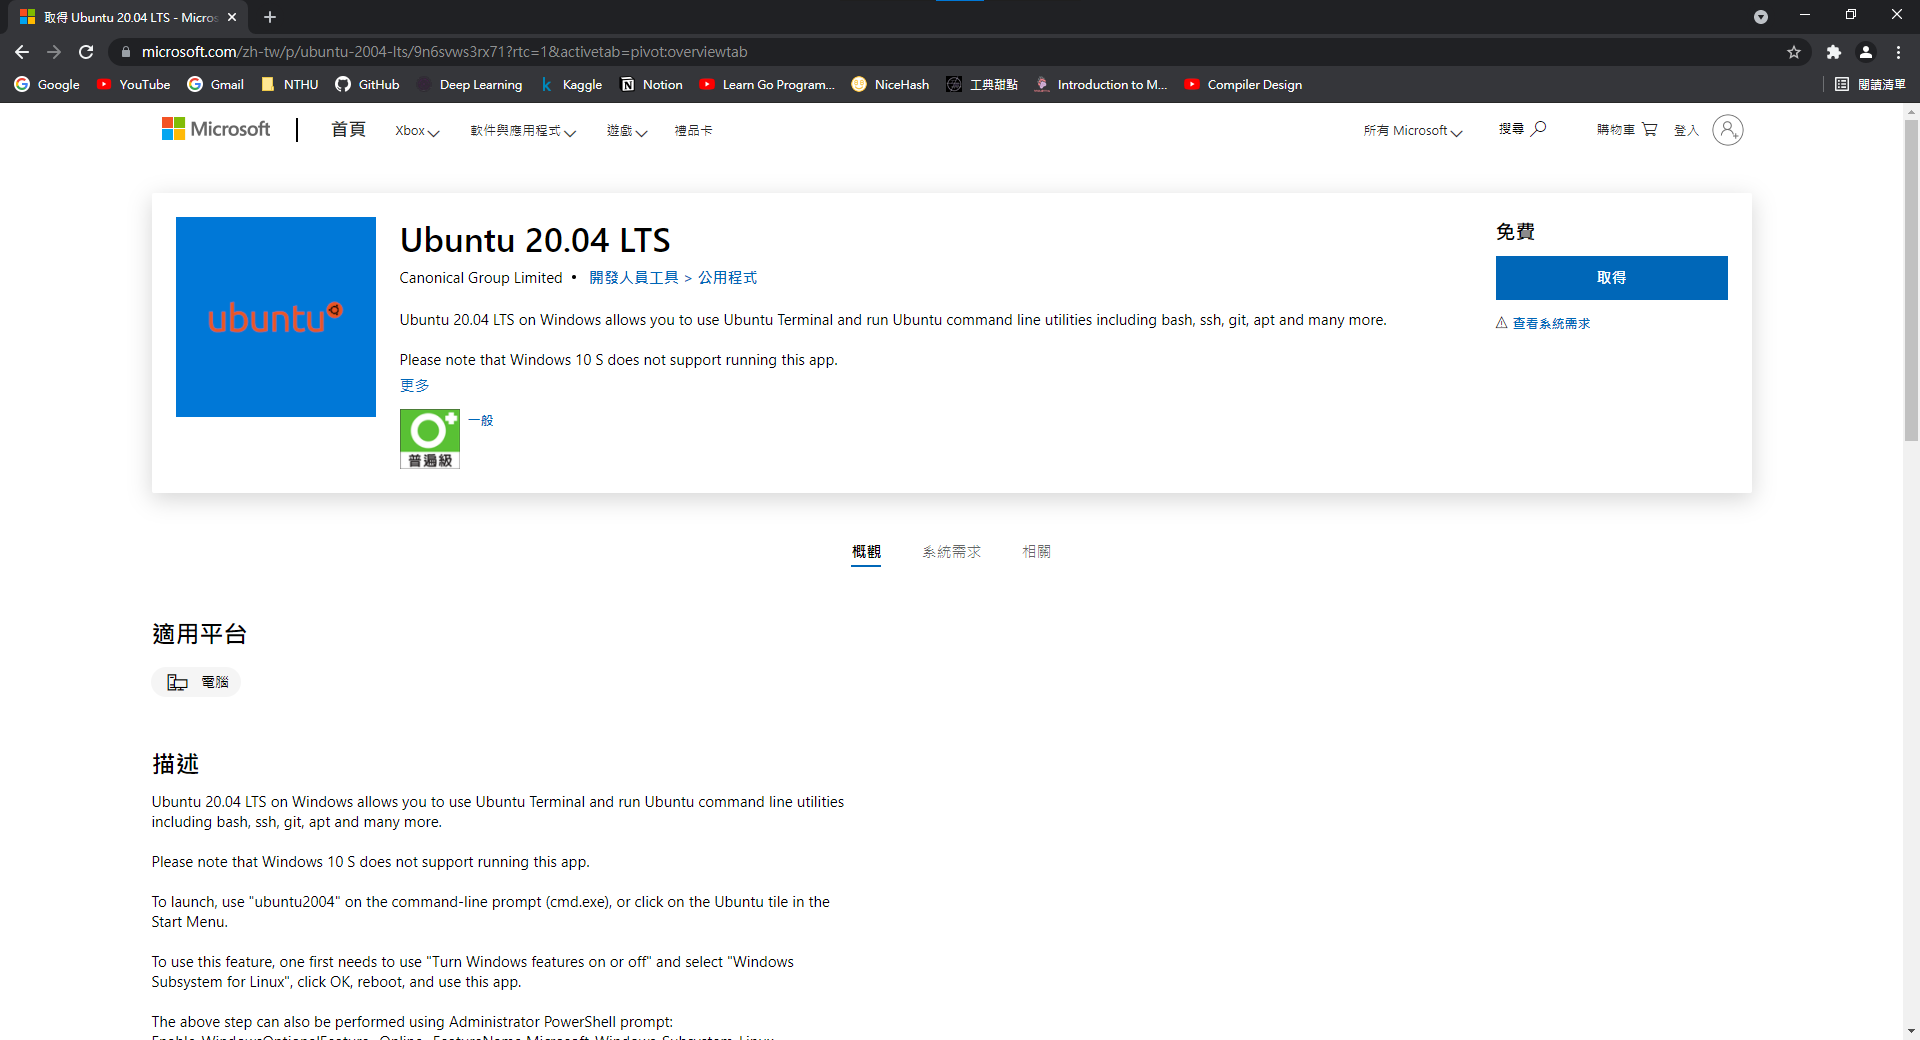 取得 Ubuntu 20.04 LTS - Micros
microsoft.com/zh-tw/p/ubuntu-2004-lts/9n6svws3rx71?rtc=1&activetab=pivot:overviewtab
Google YouTube Gmail NTHU GitHub Deep Learning Kaggle Notion Learn Go Program... NiceHash 工典甜點 Introduction to M... Compiler Design 閱讀清單
Microsoft 首頁 Xbox 軟件與應用程式 遊戲 禮品卡 所有 Microsoft 搜尋 購物車 登入
ubuntu
Ubuntu 20.04 LTS
Canonical Group Limited • 開發人員工具 > 公用程式
Ubuntu 20.04 LTS on Windows allows you to use Ubuntu Terminal and run Ubuntu command line utilities including bash, ssh, git, apt and many more.
Please note that Windows 10 S does not support running this app.
更多
普遍級
一般
免費
取得
查看系統需求
概觀 系統需求 相關
適用平台
電腦
描述
Ubuntu 20.04 LTS on Windows allows you to use Ubuntu Terminal and run Ubuntu command line utilities
including bash, ssh, git, apt and many more.
Please note that Windows 10 S does not support running this app.
To launch, use "ubuntu2004" on the command-line prompt (cmd.exe), or click on the Ubuntu tile in the
Start Menu.
To use this feature, one first needs to use "Turn Windows features on or off" and select "Windows
Subsystem for Linux", click OK, reboot, and use this app.
The above step can also be performed using Administrator PowerShell prompt:
Enable-WindowsOptionalFeature -Online -FeatureName Microsoft-Windows-Subsystem-Linux